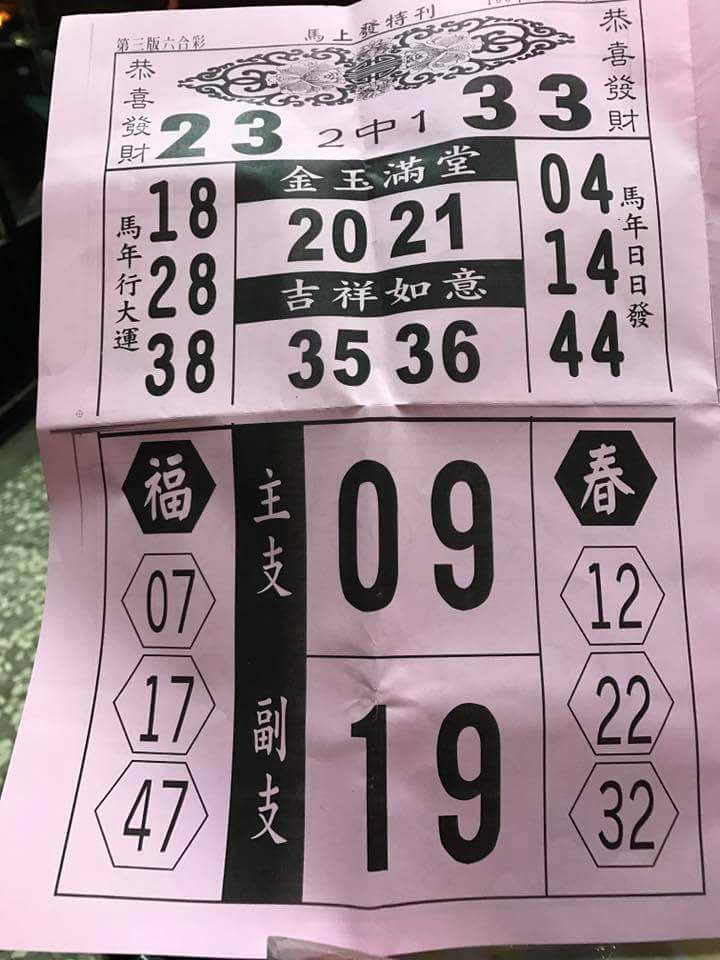 第三版六合彩
馬上發特刊
恭喜發財
23
2中1
33
恭喜發財
馬年行大運
18
28
38
金玉滿堂
20 21
吉祥如意
35 36
04
14
44
馬年日日發
福
07
17
47
主支
09
副支
19
春
12
22
32